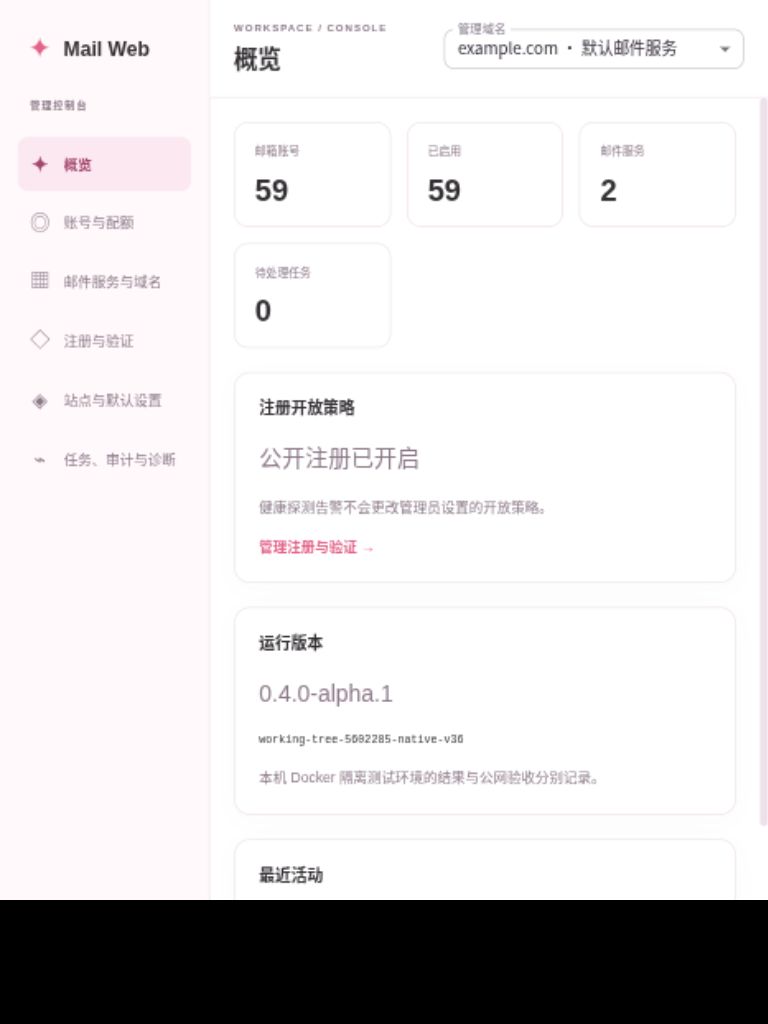 Mail Web
管理控制台
概览
账号与配额
邮件服务与域名
注册与验证
站点与默认设置
任务、审计与诊断
WORKSPACE / CONSOLE
概览
管理域名
example.com · 默认邮件服务
邮箱账号
59
已启用
59
邮件服务
2
待处理任务
0
注册开放策略
公开注册已开启
健康探测告警不会更改管理员设置的开放策略。
管理注册与验证 →
运行版本
0.4.0-alpha.1
working-tree-5602285-native-v36
本机 Docker 隔离测试环境的结果与公网验收分别记录。
最近活动